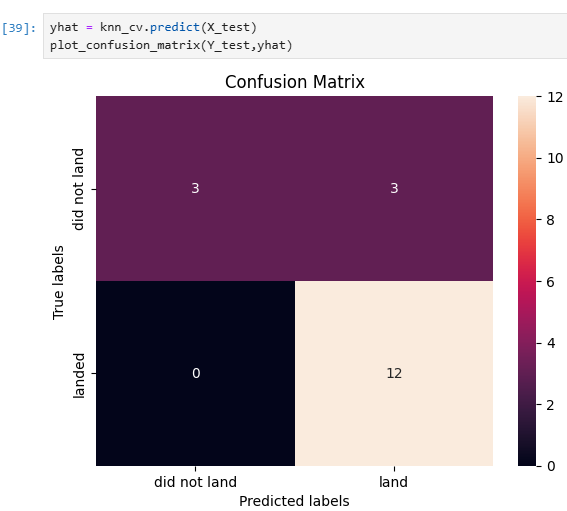 [39]:
yhat = knn_cv.predict(X_test)
plot_confusion_matrix(Y_test,yhat)
Confusion Matrix
did not land
landed
True labels
3
3
0
12
did not land
land
Predicted labels
12
10
8
6
4
2
0